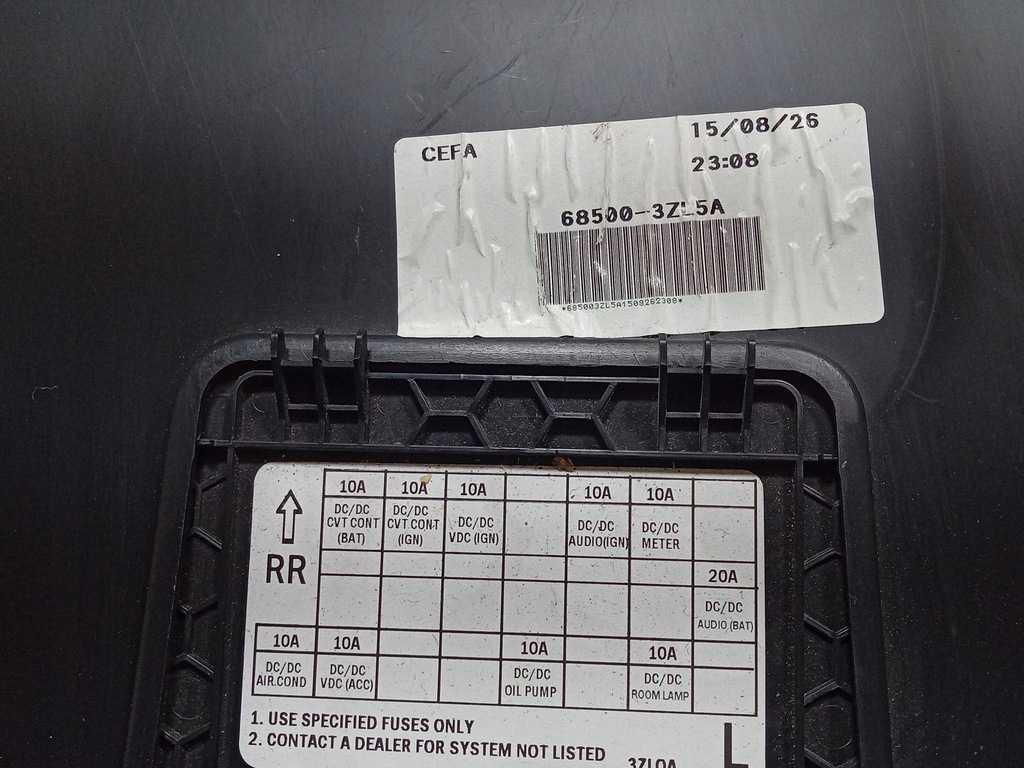 CEFA
15/08/26
23:08
68500-3ZL5A
*685003ZL5A1508262308*
RR
10A 10A 10A 10A 10A
DC/DC CVT CONT (BAT)
DC/DC CVT CONT (IGN)
DC/DC VDC (IGN)
DC/DC AUDIO(IGN)
DC/DC METER
20A
DC/DC AUDIO (BAT)
10A 10A 10A 10A
DC/DC AIR.COND
DC/DC VDC (ACC)
DC/DC OIL PUMP
DC/DC ROOM LAMP
1. USE SPECIFIED FUSES ONLY
2. CONTACT A DEALER FOR SYSTEM NOT LISTED
3ZL0A
L